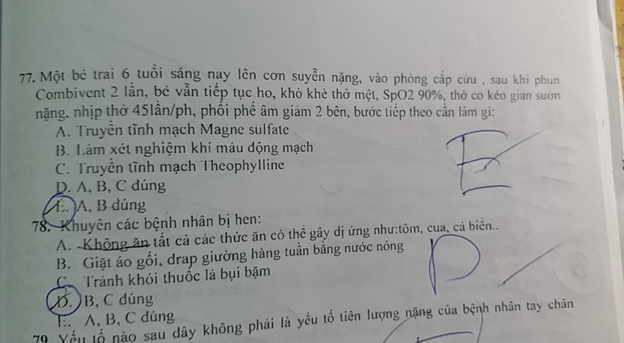 77. Một bé trai 6 tuổi sáng nay lên cơn suyễn nặng, vào phòng cấp cứu , sau khi phun
Combivent 2 lần, bé vẫn tiếp tục ho, khó khè thở mệt, SpO2 90%, thở co kéo gian sườn
nặng, nhịp thở 45lần/ph, phổi phế âm giảm 2 bên, bước tiếp theo cần làm gì:
A. Truyền tĩnh mạch Magne sulfate
B. Làm xét nghiệm khí máu động mạch
C. Truyền tĩnh mạch Theophylline
D. A, B, C đúng
E. A, B đúng
E
78. Khuyên các bệnh nhân bị hen:
A. Không ăn tất cả các thức ăn có thể gây dị ứng như:tôm, cua, cá biển..
B. Giặt áo gối, drap giường hàng tuần bằng nước nóng
C. Tránh khói thuốc lá bụi bặm
D. B, C đúng
E. A, B, C đúng
D
79. Yếu tố nào sau đây không phải là yếu tố tiên lượng nặng của bệnh nhân tay chân